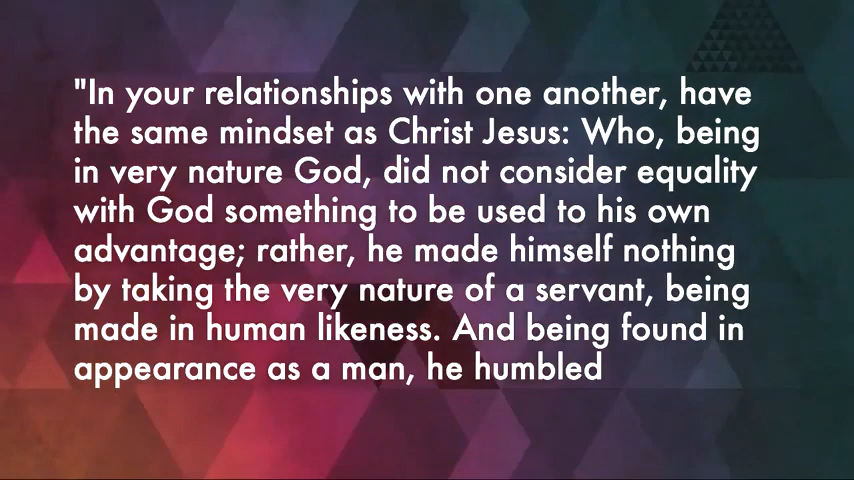 "In your relationships with one another, have
the same mindset as Christ Jesus: Who, being
in very nature God, did not consider equality
with God something to be used to his own
advantage; rather, he made himself nothing
by taking the very nature of a servant, being
made in human likeness. And being found in
appearance as a man, he humbled